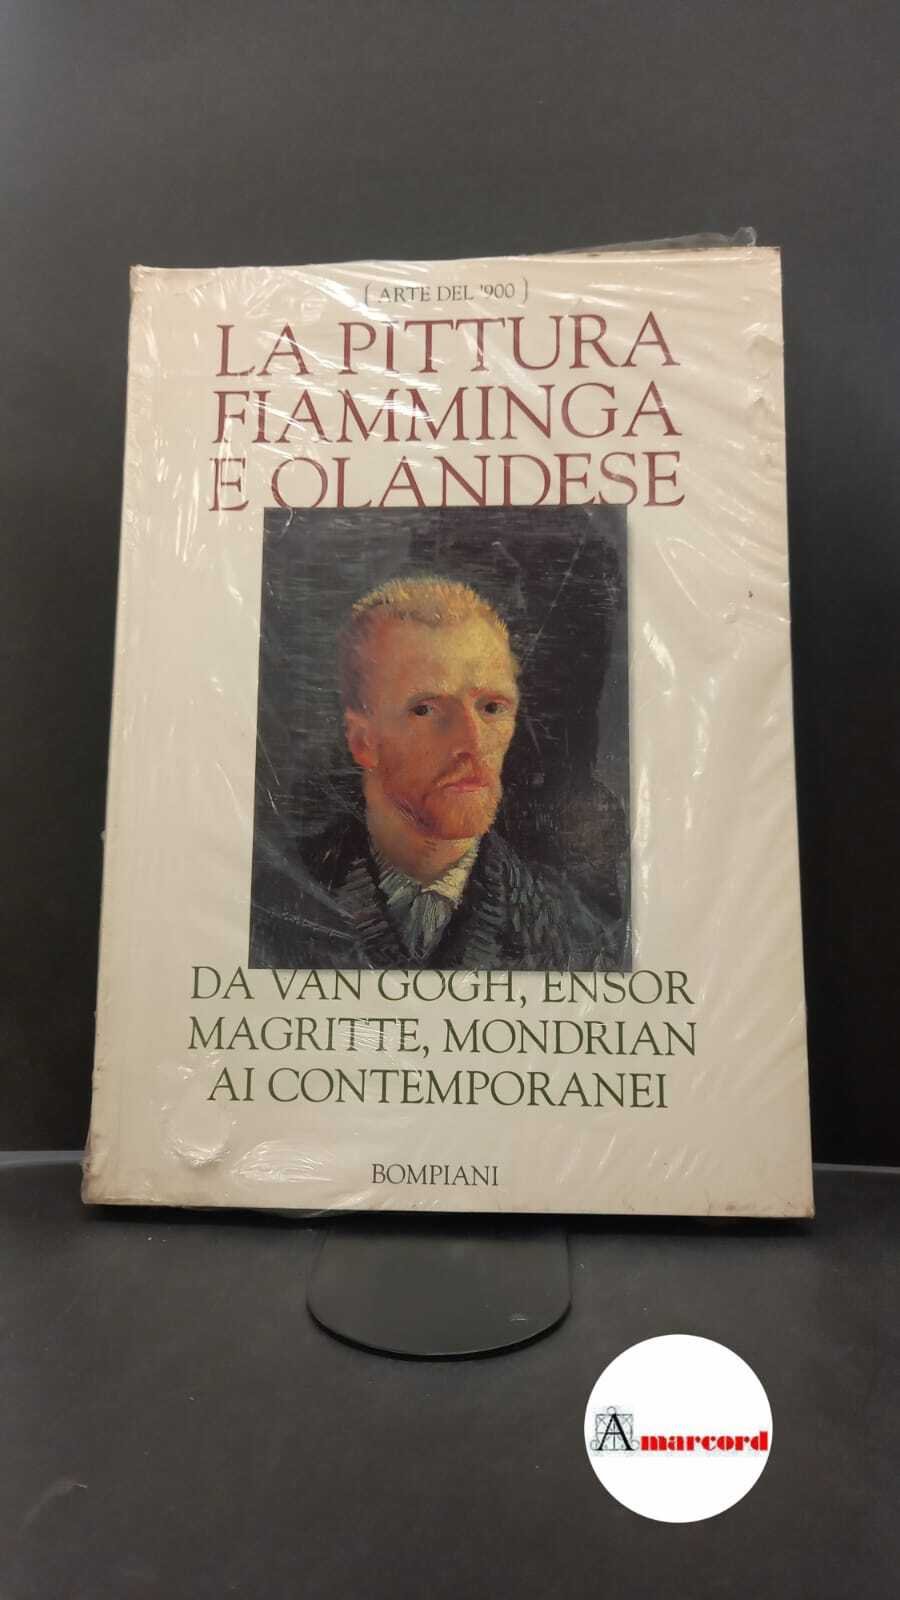 [ ARTE DEL '900 ]
LA PITTURA
FIAMMINGA
E OLANDESE
DA VAN GOGH, ENSOR
MAGRITTE, MONDRIAN
AI CONTEMPORANEI
BOMPIANI
Amarcord